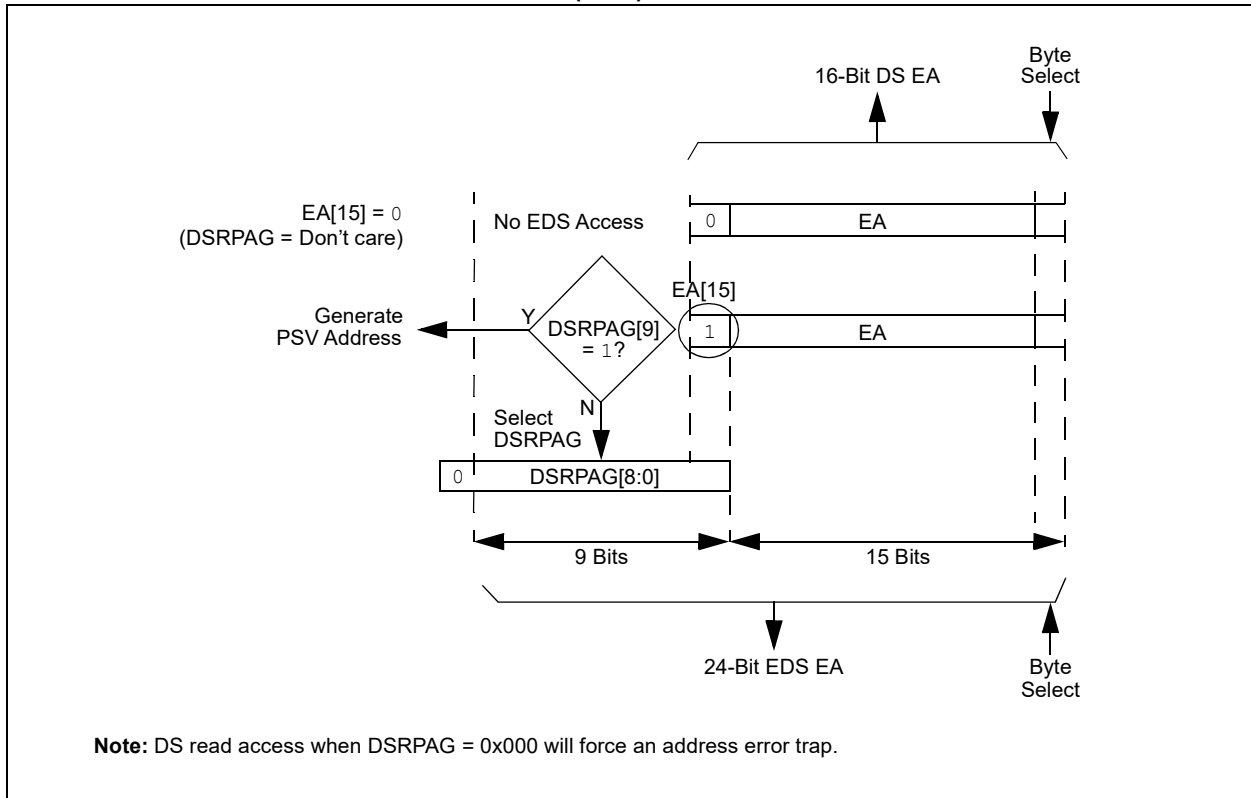 16-Bit DS EA
Byte
Select
EA[15] = 0
(DSRPAG = Don't care)
No EDS Access
0
EA
Generate
PSV Address
Y
DSRPAG[9]
= 1?
EA[15]
1
EA
N
Select
DSRPAG
0
DSRPAG[8:0]
9 Bits
15 Bits
24-Bit EDS EA
Byte
Select
Note: DS read access when DSRPAG = 0x000 will force an address error trap.